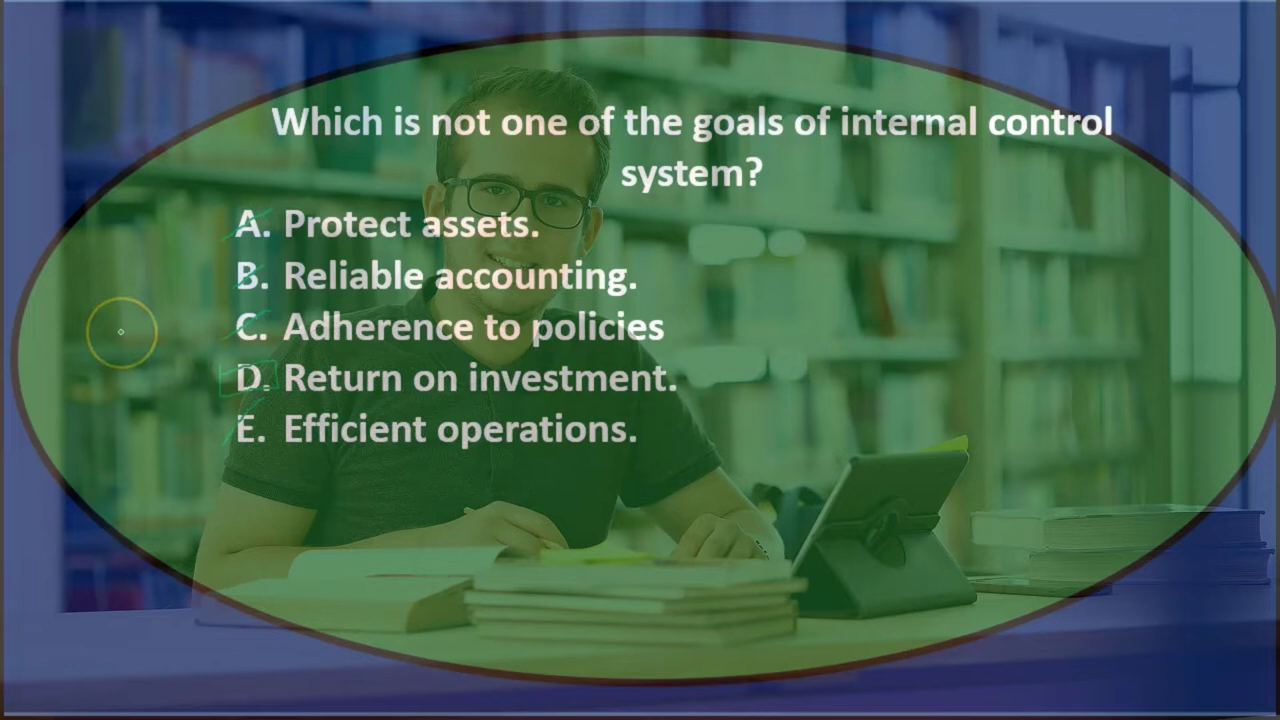 Which is not one of the goals of internal control
system?
A. Protect assets.
B. Reliable accounting.
C. Adherence to policies
D. Return on investment.
E. Efficient operations.